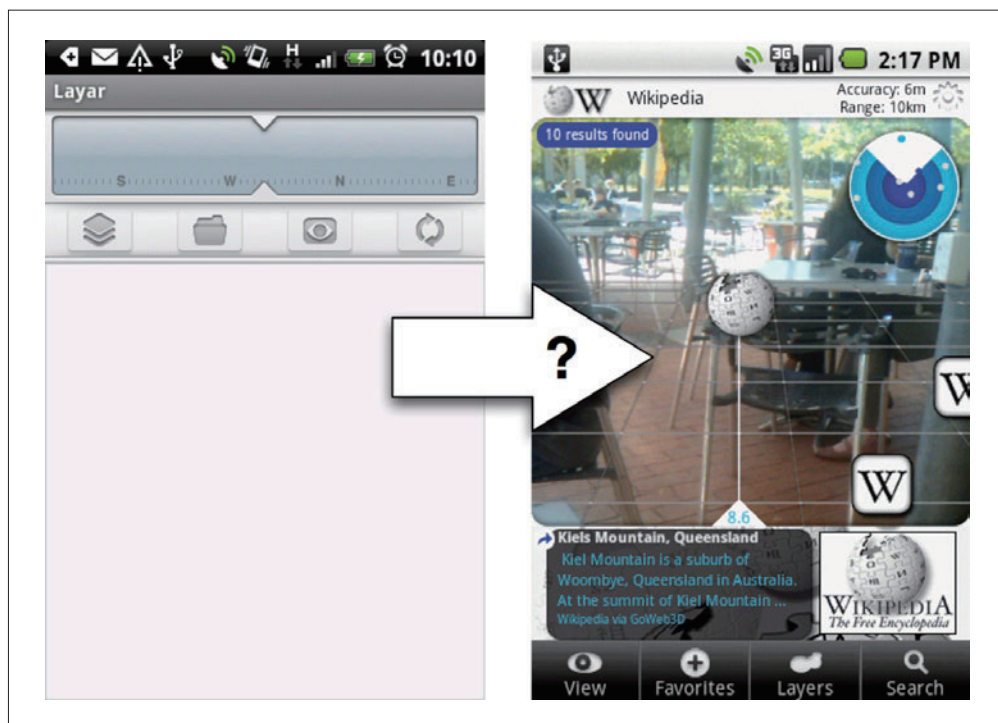 H
10:10
Layar
S W N E
?
3G
2:17 PM
W Wikipedia
Accuracy: 6m
Range: 10km
10 results found
W
W
8.6
Kiels Mountain, Queensland
Kiel Mountain is a suburb of
Woombye, Queensland in Australia.
At the summit of Kiel Mountain ...
Wikipedia via GoWeb3D
WIKIPEDIA
The Free Encyclopedia
View Favorites Layers Search